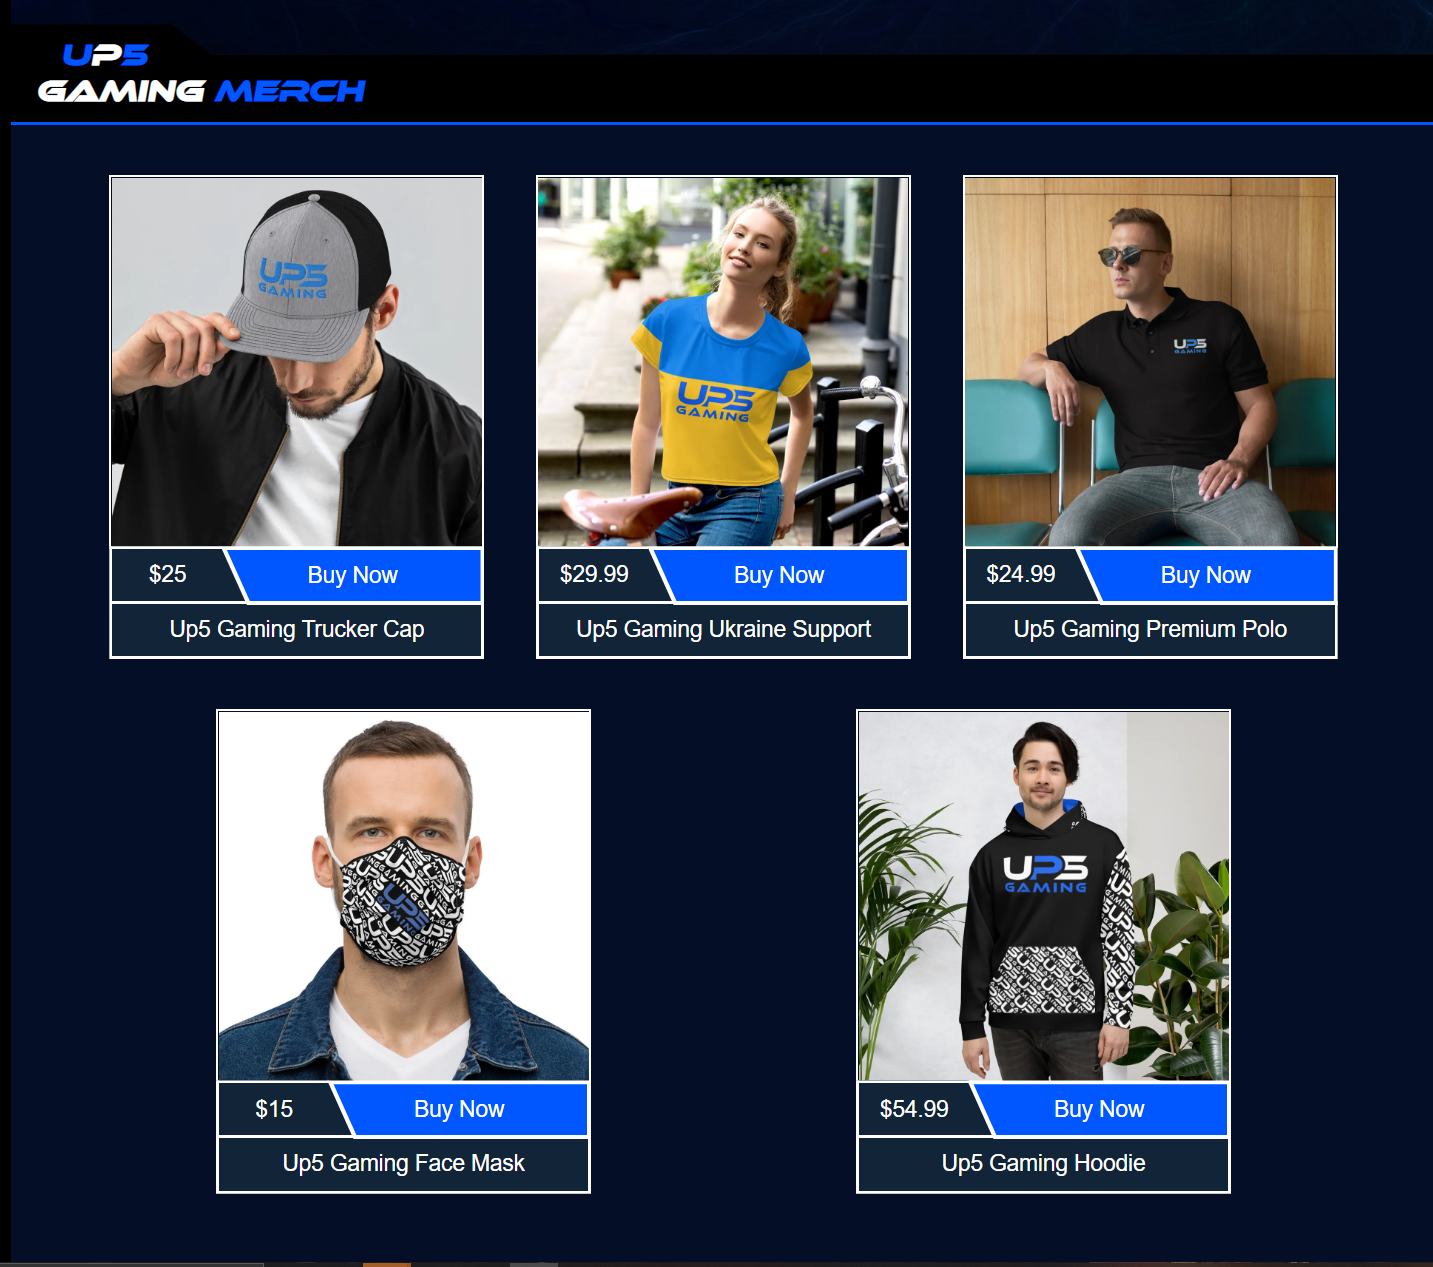 UP5
GAMING MERCH
UP5
GAMING
UP5
GAMING
UP5
GAMING
$25
Buy Now
$29.99
Buy Now
$24.99
Buy Now
Up5 Gaming Trucker Cap
Up5 Gaming Ukraine Support
Up5 Gaming Premium Polo
UP5
GAMING
UP5
GAMING
$15
Buy Now
$54.99
Buy Now
Up5 Gaming Face Mask
Up5 Gaming Hoodie